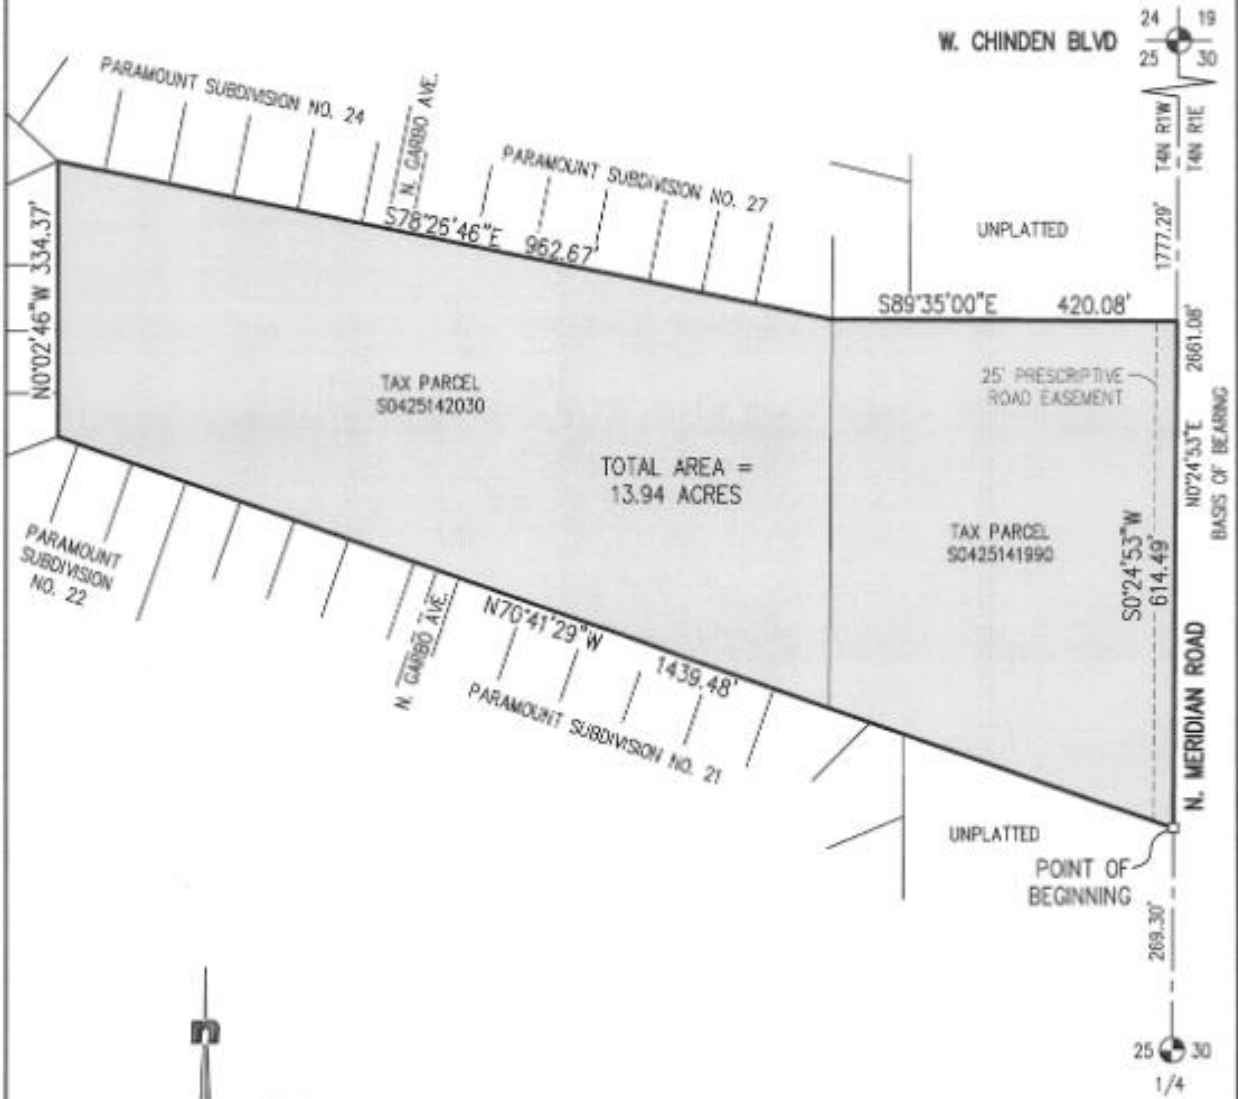 24 19
W. CHINDEN BLVD
25 30
PARAMOUNT SUBDIVISION NO. 24
N. GARBO AVE.
PARAMOUNT SUBDIVISION NO. 27
T4N R1W
T4N R1E
UNPLATTED
1777.29'
S78°26'46"E 962.67'
S89°35'00"E 420.08'
N0°02'46"W 334.37'
2661.08'
TAX PARCEL
S0425142030
25' PRESCRIPTIVE
ROAD EASEMENT
N0°24'53"E
BASIS OF BEARING
TOTAL AREA =
13.94 ACRES
TAX PARCEL
S0425141990
S0°24'53"W
614.49'
PARAMOUNT
SUBDIVISION
NO. 22
N. GARBO AVE.
N70°41'29"W
1439.48'
PARAMOUNT SUBDIVISION NO. 21
N. MERIDIAN ROAD
UNPLATTED
POINT OF
BEGINNING
269.30'
n
25 30
1/4